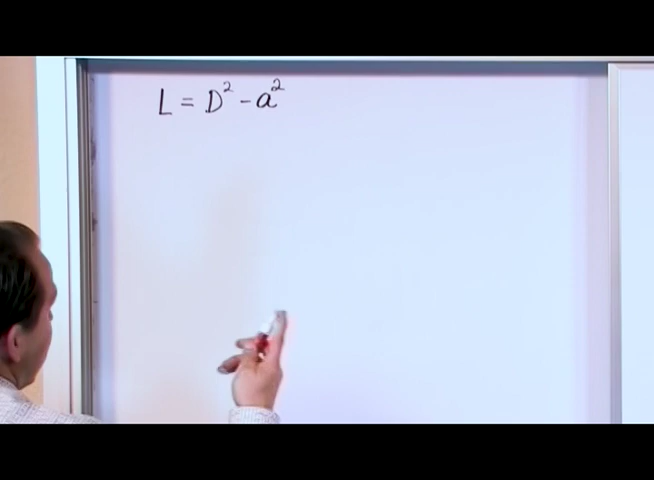 L = D² - a²